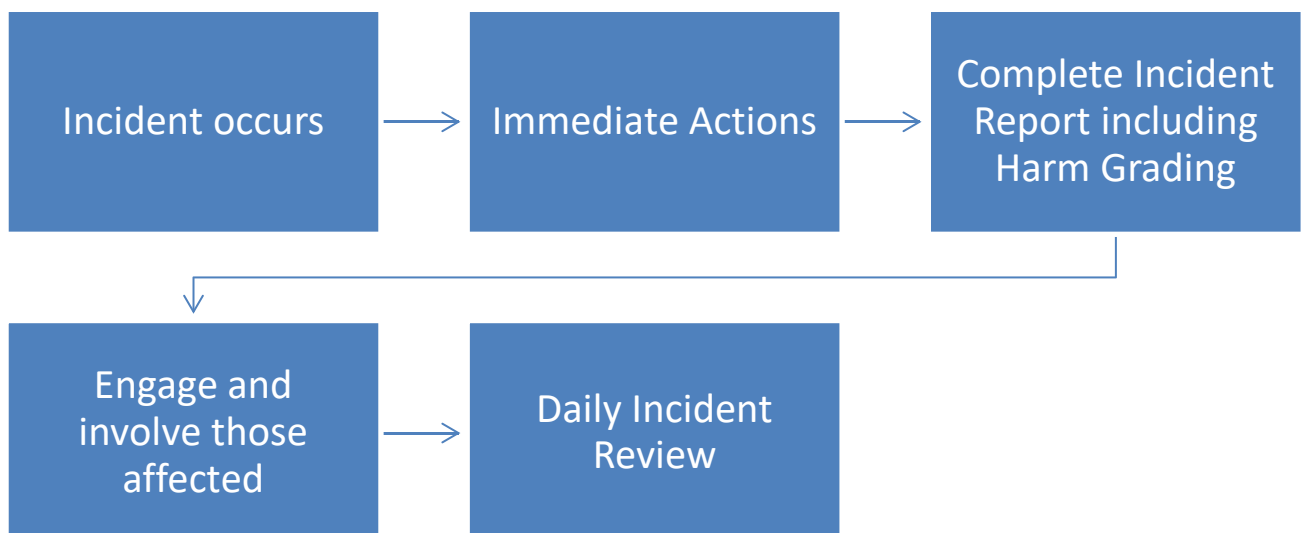 Incident occurs
Immediate Actions
Complete Incident
Report including
Harm Grading
Engage and
involve those
affected
Daily Incident
Review